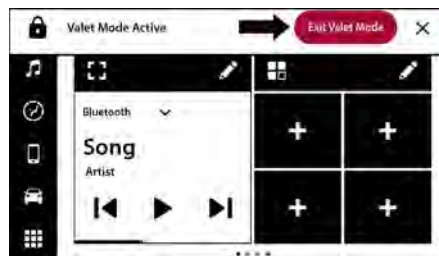 Valet Mode Active
Exit Valet Mode
Bluetooth
Song
Artist